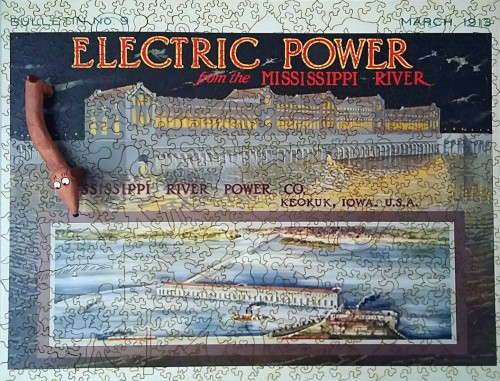 BULLETIN NO 9
MARCH, 1913
ELECTRIC POWER
from the MISSISSIPPI-RIVER
SSISSIPPI RIVER POWER CO.
KEOKUK, IOWA. U.S.A.